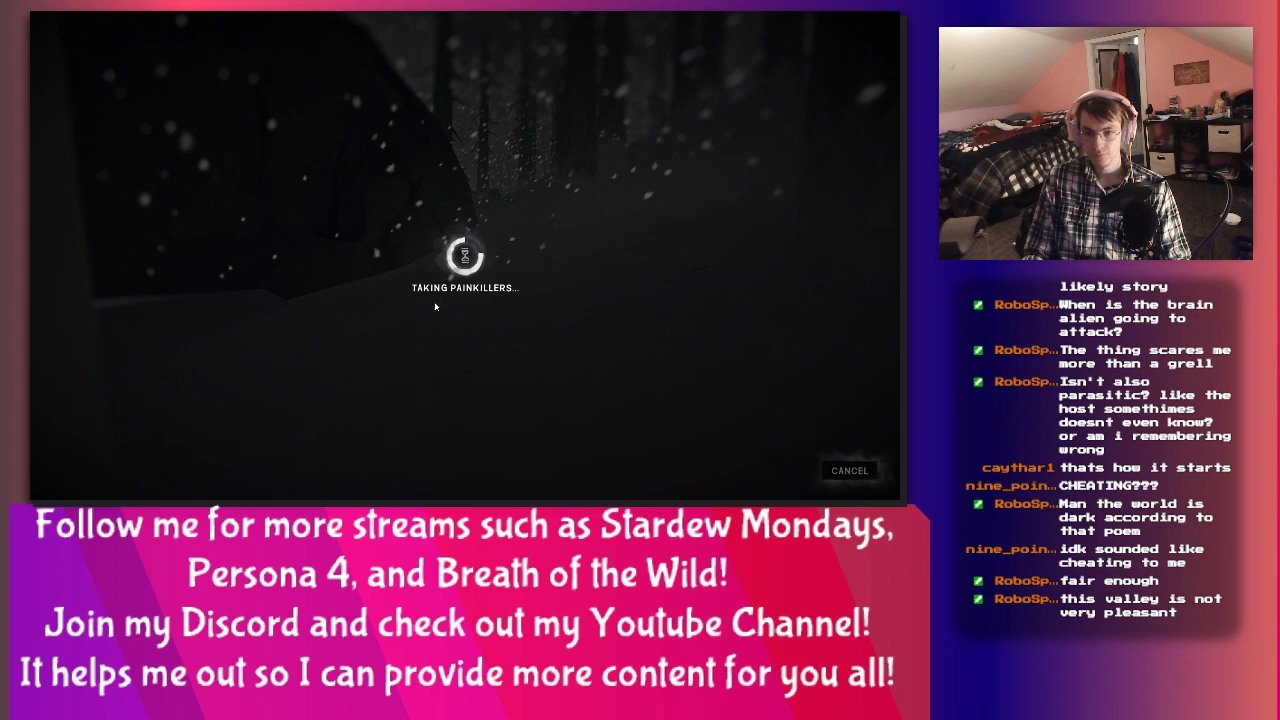 TAKING PAINKILLERS...
CANCEL
Follow me for more streams such as Stardew Mondays,
Persona 4, and Breath of the Wild!
Join my Discord and check out my Youtube Channel!
It helps me out so I can provide more content for you all!
likely story
RoboSp... When is the brain
alien going to
attack?
RoboSp... The thing scares me
more than a grell
RoboSp... Isn't also
parasitic? like the
host somethimes
doesnt even know?
or am i remembering
wrong
caythar1 thats how it starts
nine_poin... CHEATING???
RoboSp... Man the world is
dark according to
that poem
nine_poin... idk sounded like
cheating to me
RoboSp... fair enough
RoboSp... this valley is not
very pleasant